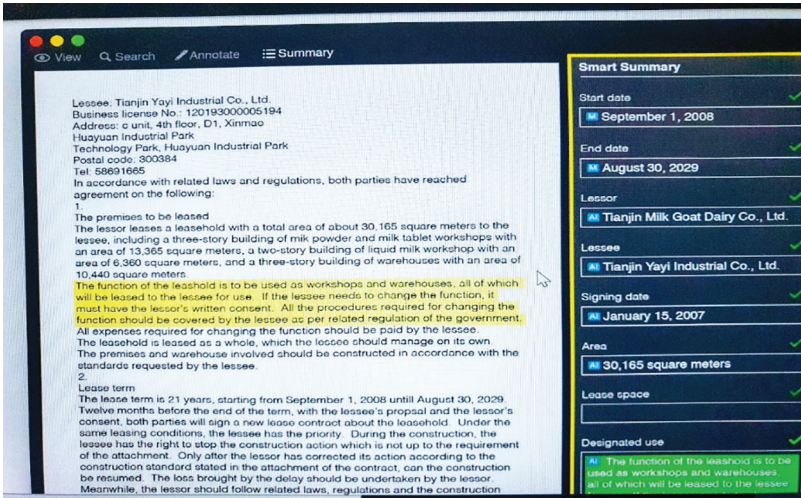 View Search Annotate Summary
Lessee: Tianjin Yayi Industrial Co., Ltd.
Business license No.: 120193000005194
Address: c unit, 4th floor, D1, Xinmao
Huayuan Industrial Park
Technology Park, Huayuan Industrial Park
Postal code: 300384
Tel: 58691665
In accordance with related laws and regulations, both parties have reached
agreement on the following:
1.
The premises to be leased
The lessor leases a leasehold with a total area of about 30,165 square meters to the
lessee, including a three-story building of mik powder and milk tablet workshops with
an area of 13,365 square meters, a two-story building of liquid milk workshop with an
area of 6,360 square meters, and a three-story building of warehouses with an area of
10,440 square meters
The function of the leashold is to be used as workshops and warehouses, all of which
will be leased to the lessee for use. If the lessee needs to change the function, it
must have the lessor's written consent. All the procedures required for changing the
function should be covered by the lessee as per related regulation of the government.
All expenses required for changing the function should be paid by the lessee.
The leasehold is leased as a whole, which the lessee should manage on its own.
The premises and warehouse involved should be constructed in accordance with the
standards requested by the lessee.
2.
Lease term
The lease term is 21 years, starting from September 1, 2008 untill August 30, 2029.
Twelve months before the end of the term, with the lessee's propsal and the lessor's
consent, both parties will sign a new lease contract about the leasehold. Under the
same leasing conditions, the lessee has the priority. During the construction, the
lessee has the right to stop the construction action which is not up to the requirement
of the attachment. Only after the lessor has corrected its action according to the
construction standard stated in the attachment of the contract, can the construction
be resumed. The loss brought by the delay should be undertaken by the lessor.
Meanwhile, the lessor should follow related laws, regulations and the construction
Smart Summary
Start date
M September 1, 2008
End date
M August 30, 2029
Lessor
AI Tianjin Milk Goat Dairy Co., Ltd.
Lessee
AI Tianjin Yayi Industrial Co., Ltd.
Signing date
AI January 15, 2007
Area
AI 30,165 square meters
Lease space
Designated use
AI The function of the leashold is to be
used as workshops and warehouses,
all of which will be leased to the lessee